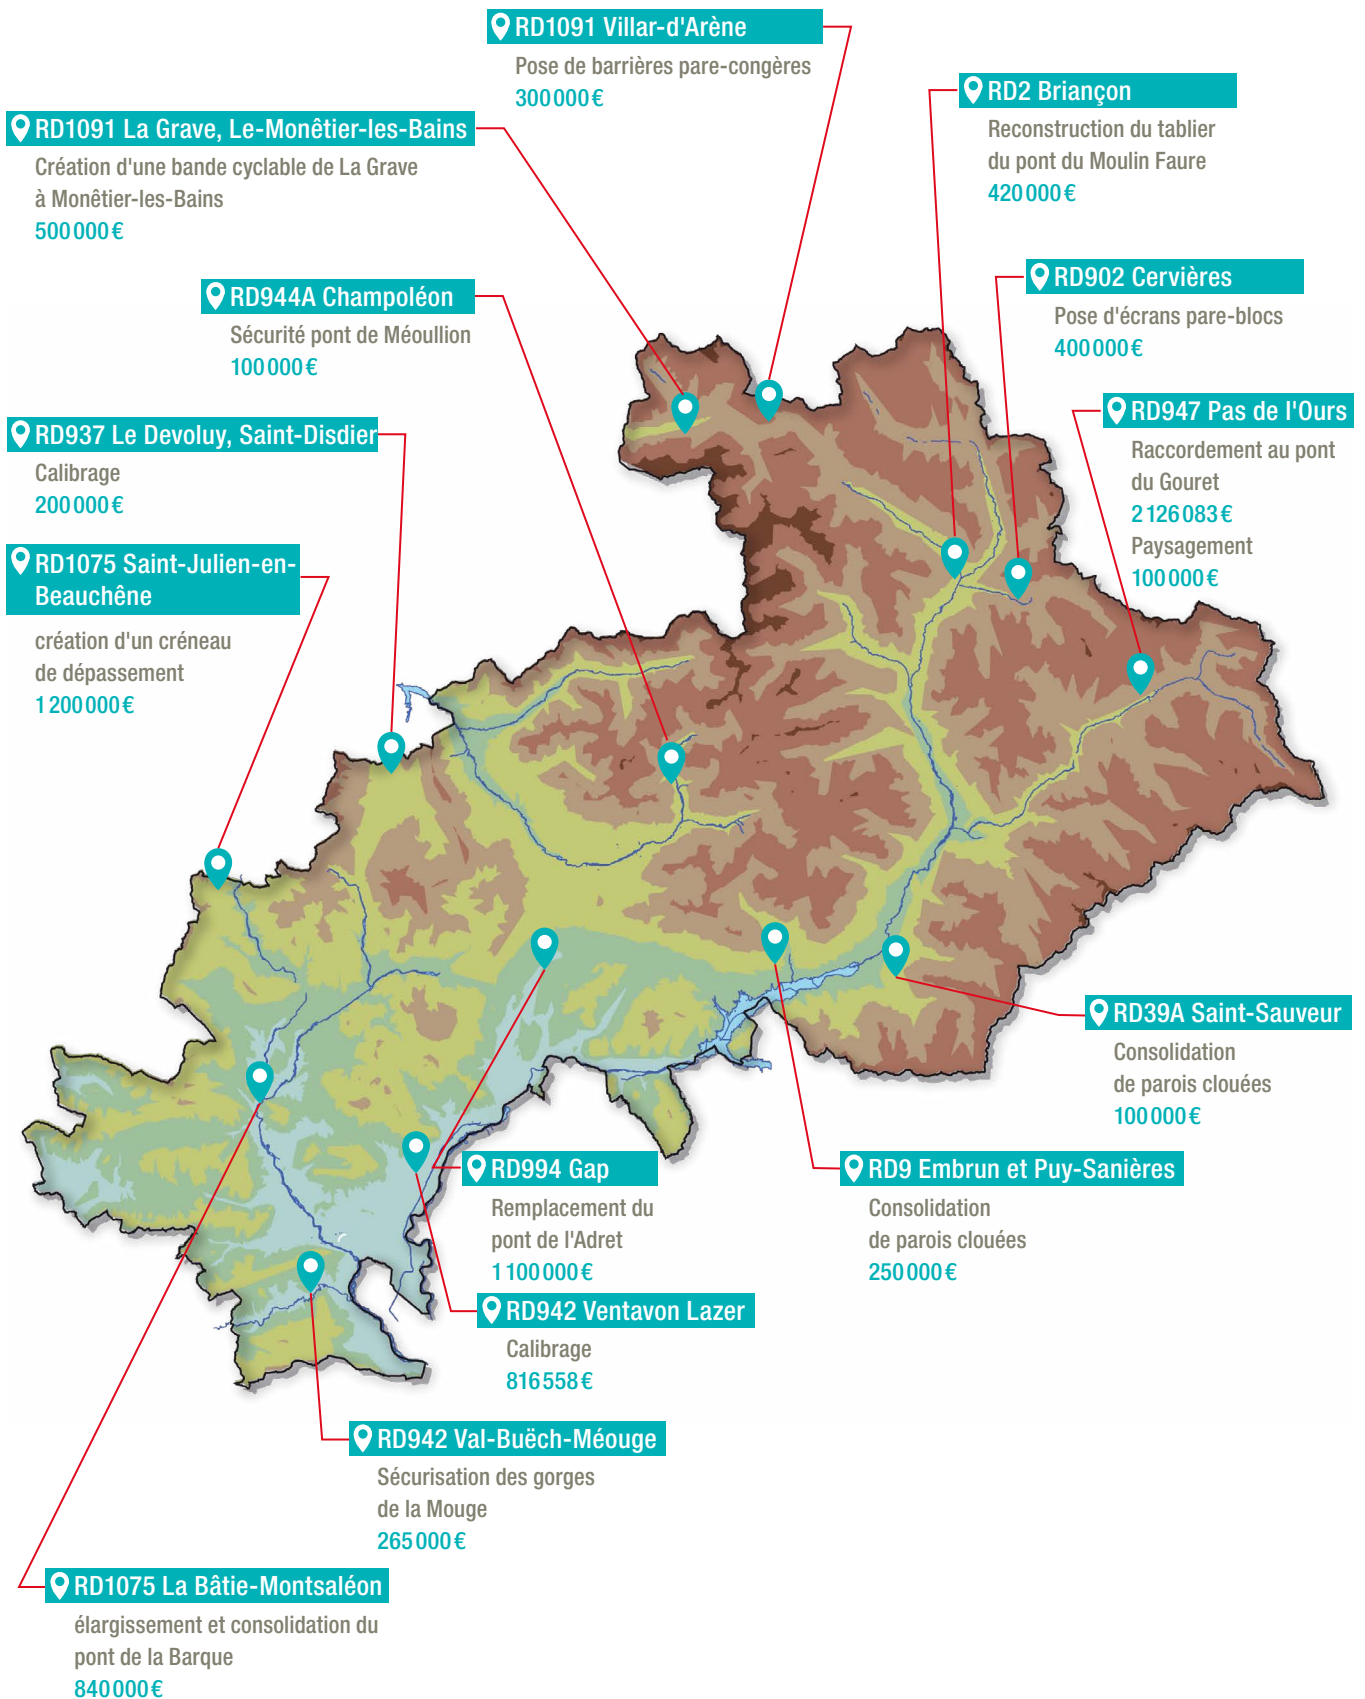 RD1091 Villar-d'Arène
Pose de barrières pare-congères
300 000 €
RD2 Briançon
Reconstruction du tablier
du pont du Moulin Faure
420 000 €
RD1091 La Grave, Le-Monêtier-les-Bains
Création d'une bande cyclable de La Grave
à Monêtier-les-Bains
500 000 €
RD902 Cervières
Pose d'écrans pare-blocs
400 000 €
RD944A Champoléon
Sécurité pont de Méoullion
100 000 €
RD947 Pas de l'Ours
Raccordement au pont
du Gouret
2 126 083 €
Paysagement
100 000 €
RD937 Le Devoluy, Saint-Disdier
Calibrage
200 000 €
RD1075 Saint-Julien-en-
Beauchêne
création d'un créneau
de dépassement
1 200 000 €
RD39A Saint-Sauveur
Consolidation
de parois clouées
100 000 €
RD994 Gap
Remplacement du
pont de l'Adret
1 100 000 €
RD9 Embrun et Puy-Sanières
Consolidation
de parois clouées
250 000 €
RD942 Ventavon Lazer
Calibrage
816 558 €
RD942 Val-Buëch-Méouge
Sécurisation des gorges
de la Mouge
265 000 €
RD1075 La Bâtie-Montsaléon
élargissement et consolidation du
pont de la Barque
840 000 €